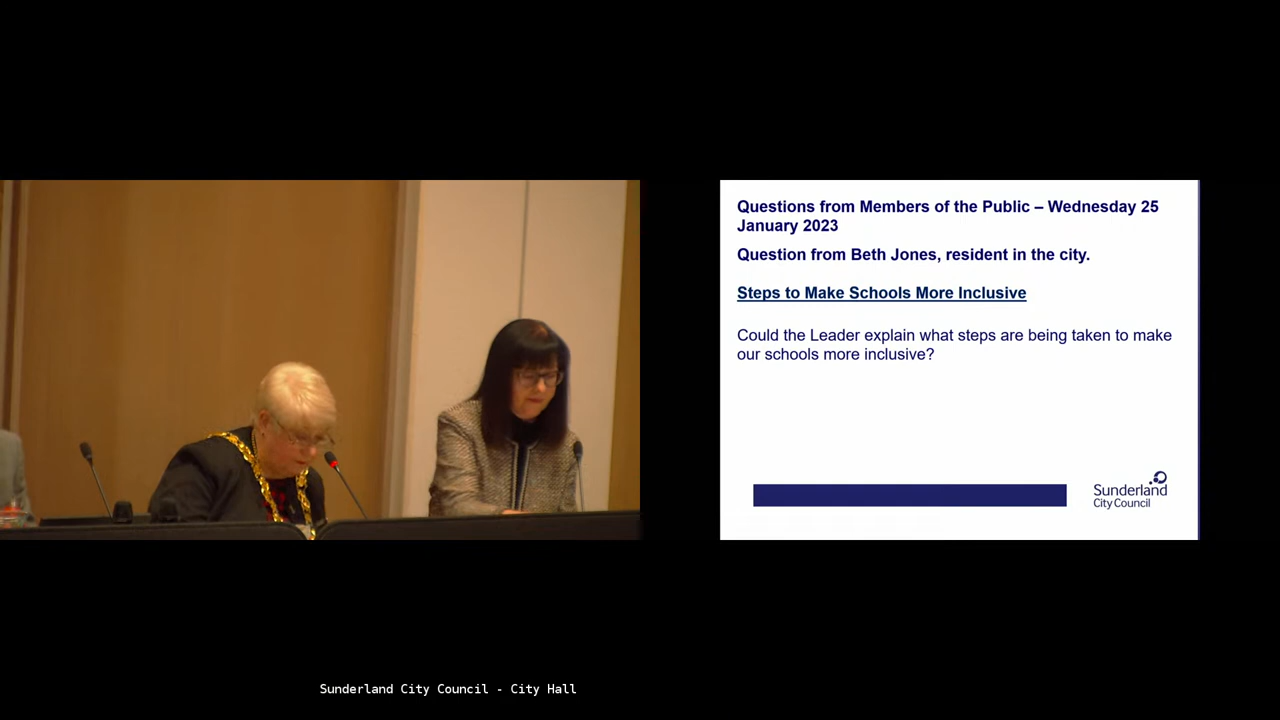 Questions from Members of the Public – Wednesday 25
January 2023
Question from Beth Jones, resident in the city.
Steps to Make Schools More Inclusive
Could the Leader explain what steps are being taken to make
our schools more inclusive?
Sunderland
City Council
Sunderland City Council - City Hall